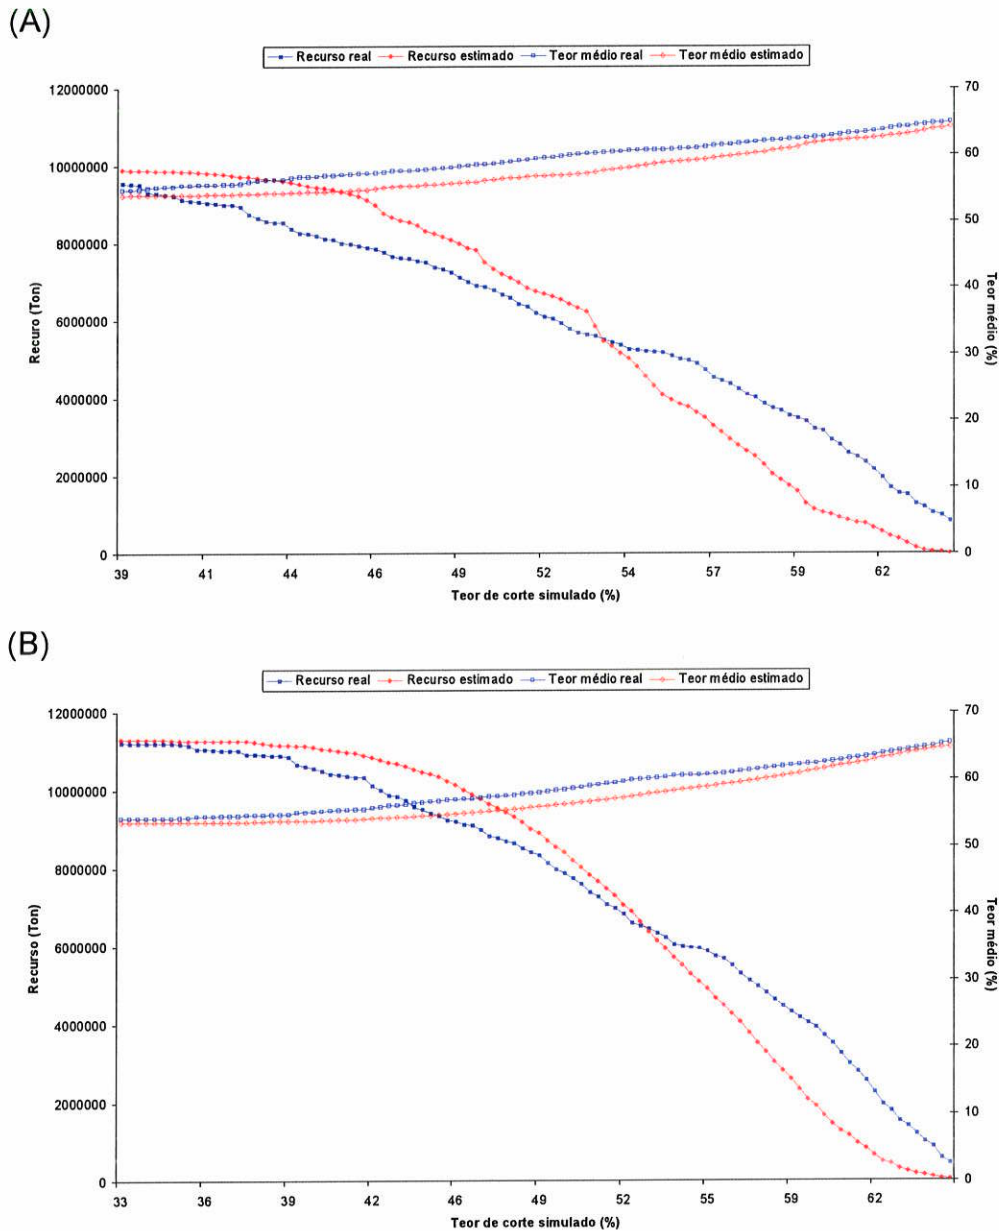 (A)
Recurso real Recurso estimado Teor médio real Teor médio estimado
12000000
10000000
8000000
6000000
4000000
2000000
0
Recuro (Ton)
70
60
50
40
30
20
10
0
Teor médio (%)
39 41 44 46 49 52 54 57 59 62
Teor de corte simulado (%)
(B)
Recurso real Recurso estimado Teor médio real Teor médio estimado
12000000
10000000
8000000
6000000
4000000
2000000
0
Recurso (Ton)
70
60
50
40
30
20
10
0
Teor médio (%)
33 36 39 42 46 49 52 55 59 62
Teor de corte simulado (%)